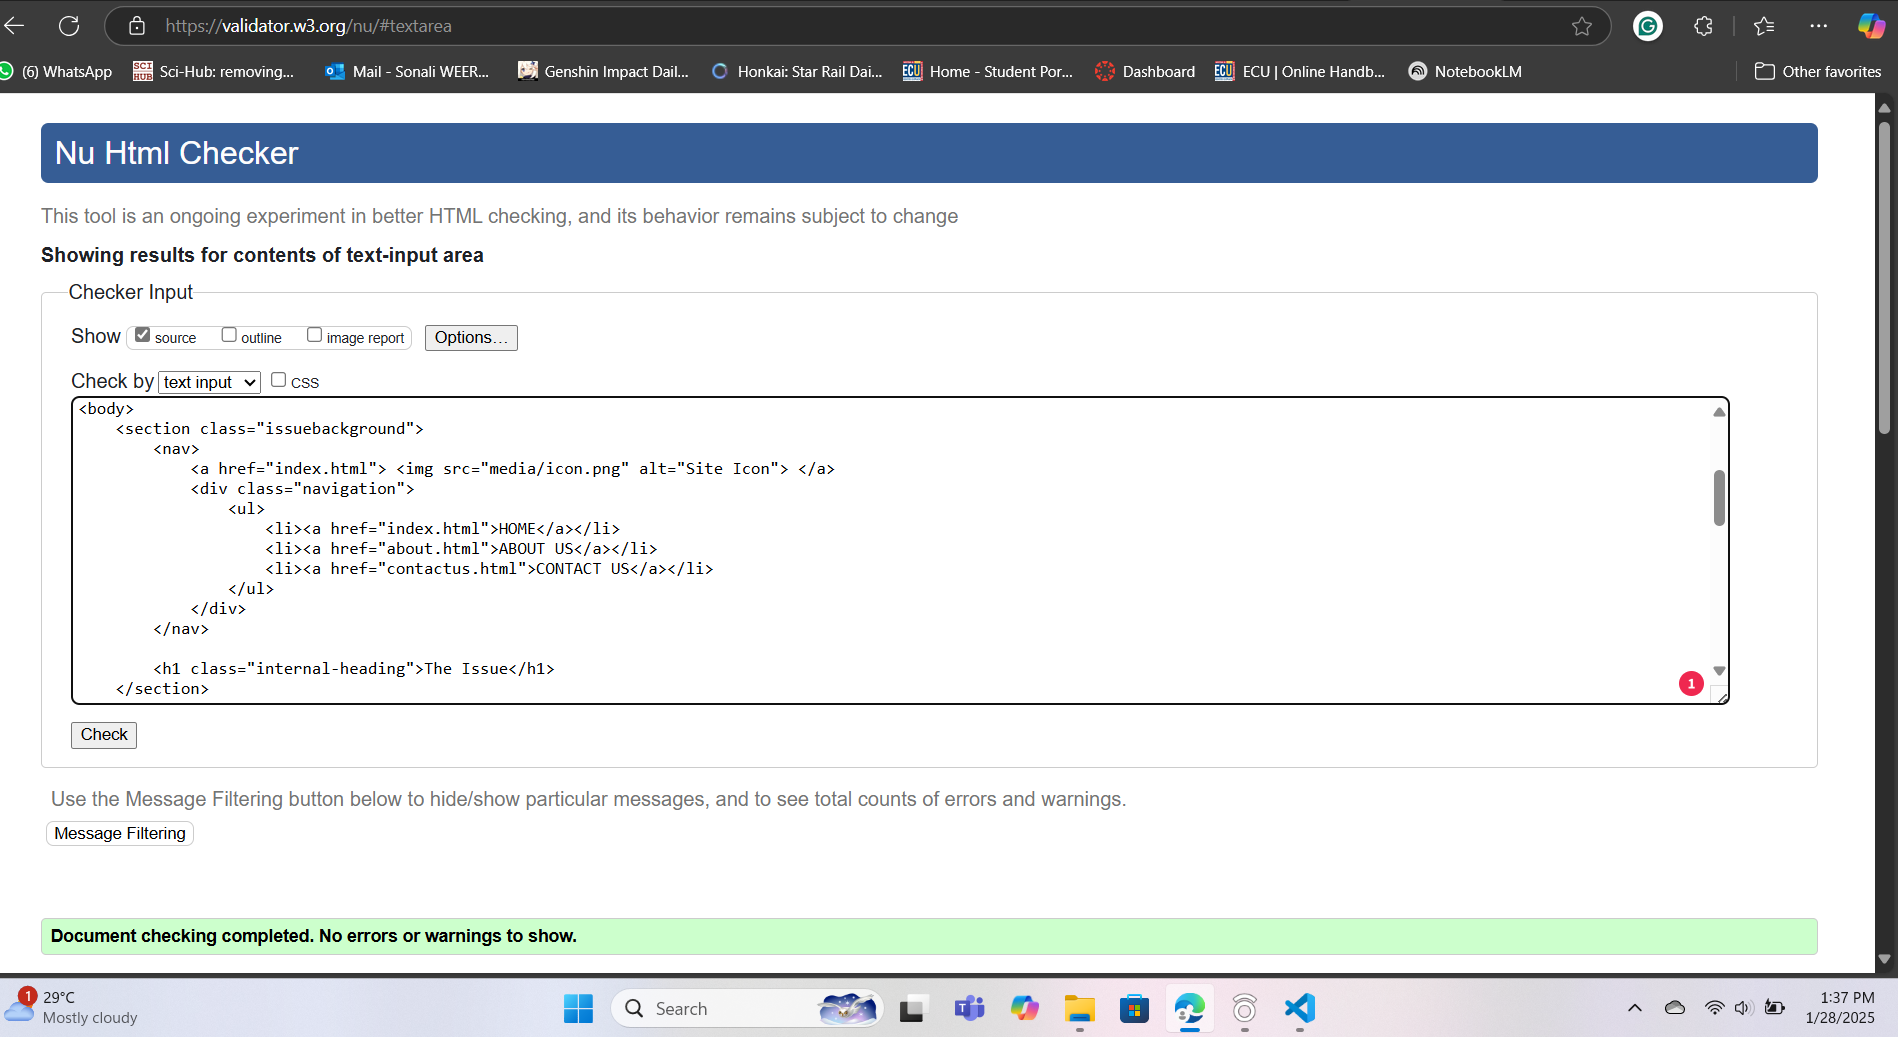 https://validator.w3.org/nu/#textarea
(6) WhatsApp
SCI HUB Sci-Hub: removing...
Mail - Sonali WEER...
Genshin Impact Dail...
Honkai: Star Rail Dai...
ECU Home - Student Por...
Dashboard
ECU ECU | Online Handb...
NotebookLM
Other favorites
Nu Html Checker
This tool is an ongoing experiment in better HTML checking, and its behavior remains subject to change
Showing results for contents of text-input area
Checker Input
Show source outline image report Options...
Check by text input CSS
<body>
<section class="issuebackground">
<nav>
<a href="index.html"> <img src="media/icon.png" alt="Site Icon"> </a>
<div class="navigation">
<ul>
<li><a href="index.html">HOME</a></li>
<li><a href="about.html">ABOUT US</a></li>
<li><a href="contactus.html">CONTACT US</a></li>
</ul>
</div>
</nav>
<h1 class="internal-heading">The Issue</h1>
</section>
1
Check
Use the Message Filtering button below to hide/show particular messages, and to see total counts of errors and warnings.
Message Filtering
Document checking completed. No errors or warnings to show.
1
29°C
Mostly cloudy
Search
1:37 PM
1/28/2025